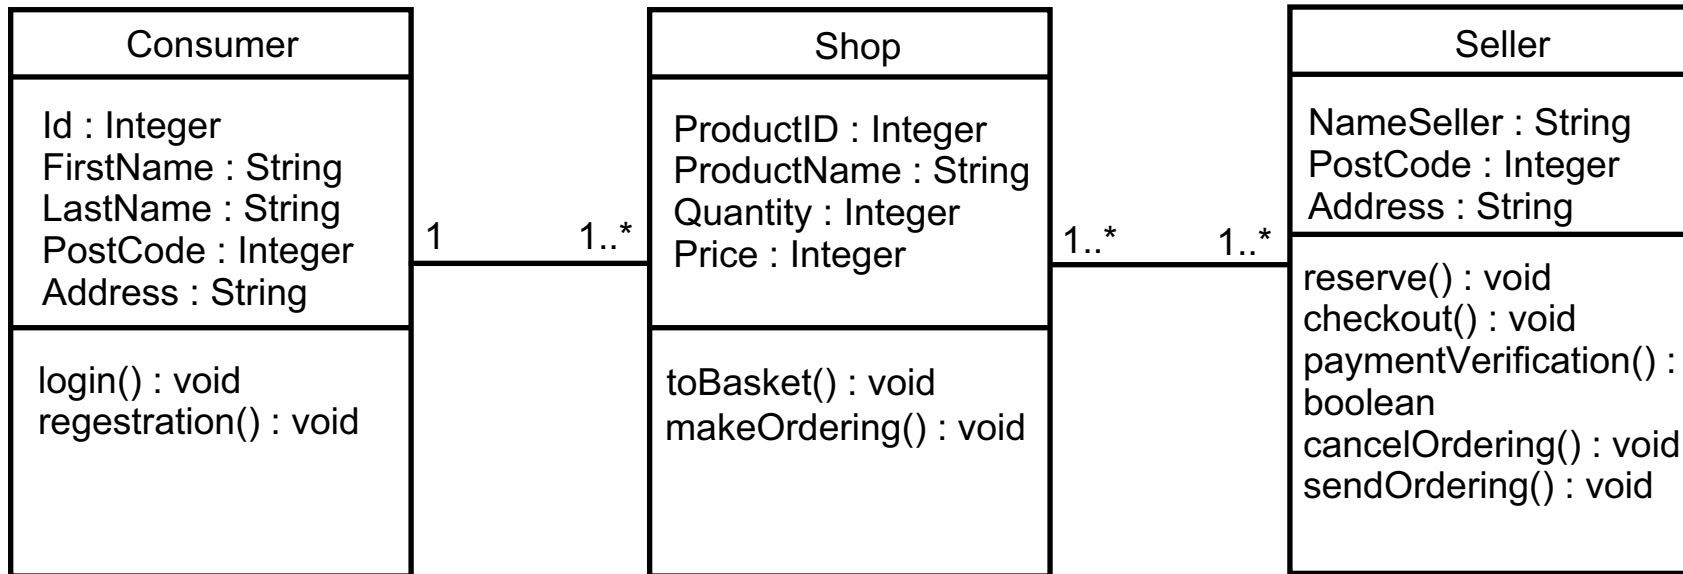 Consumer
Id : Integer
FirstName : String
LastName : String
PostCode : Integer
Address : String
login() : void
regestration() : void
1
1..*
Shop
ProductID : Integer
ProductName : String
Quantity : Integer
Price : Integer
toBasket() : void
makeOrdering() : void
1..*
1..*
Seller
NameSeller : String
PostCode : Integer
Address : String
reserve() : void
checkout() : void
paymentVerification() :
boolean
cancelOrdering() : void
sendOrdering() : void